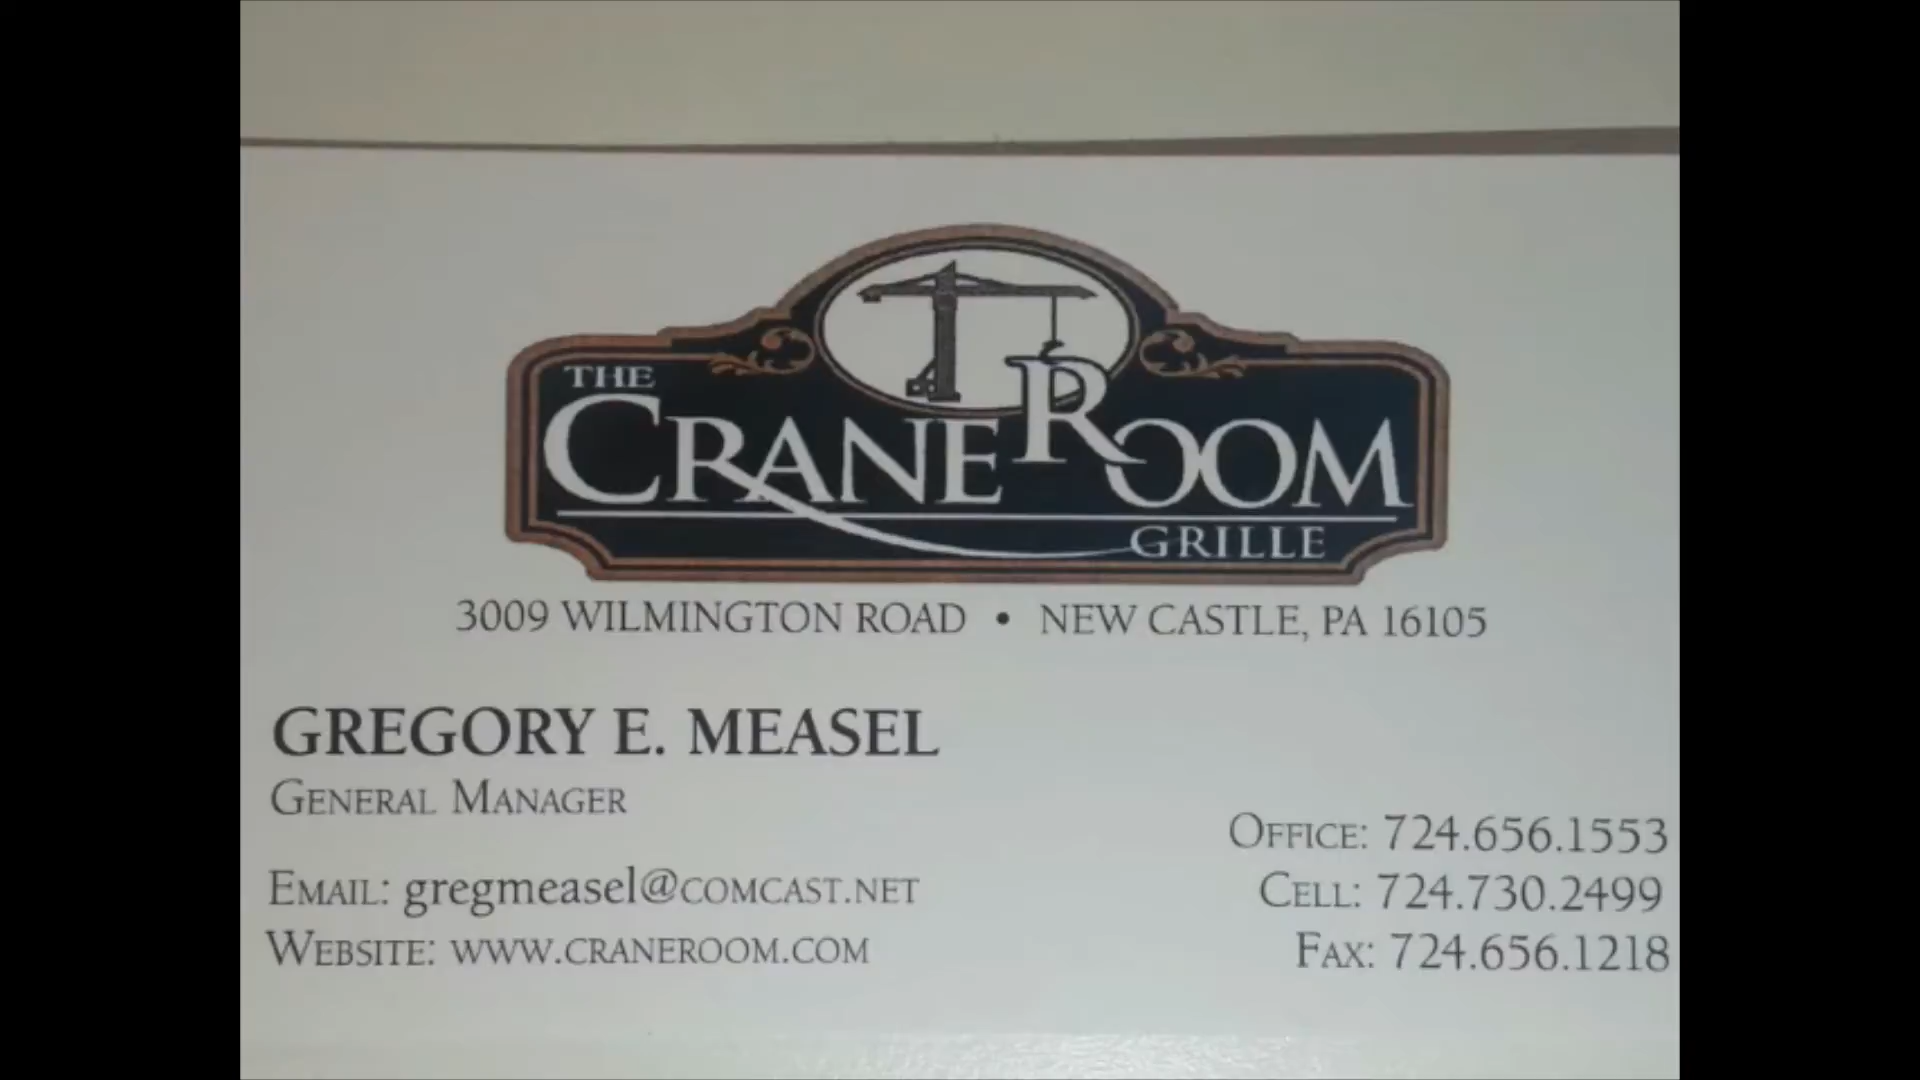 THE
CRANE ROOM
GRILLE
3009 WILMINGTON ROAD • NEW CASTLE, PA 16105
GREGORY E. MEASEL
GENERAL MANAGER
OFFICE: 724.656.1553
EMAIL: gregmeasel@COMCAST.NET
CELL: 724.730.2499
WEBSITE: WWW.CRANEROOM.COM
FAX: 724.656.1218